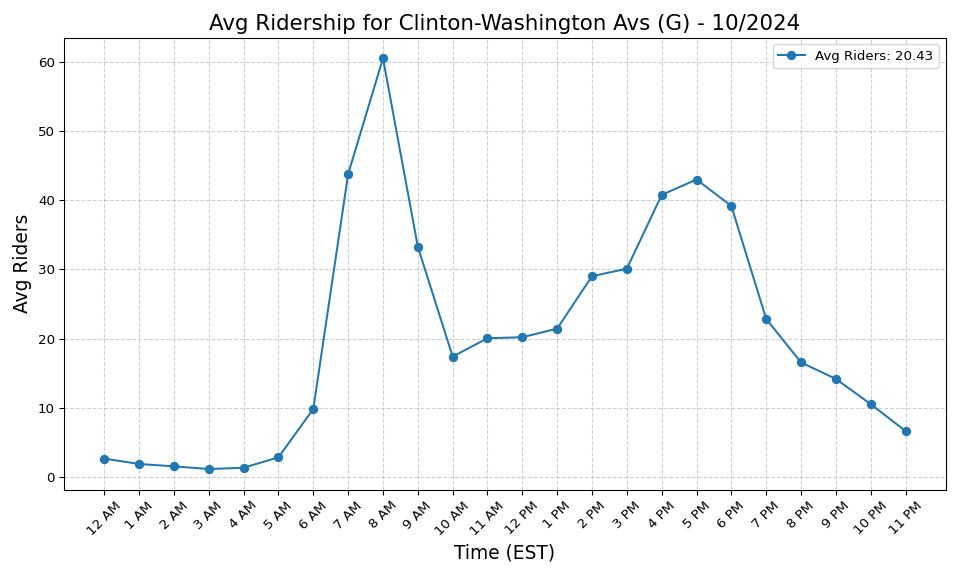 Avg Ridership for Clinton-Washington Avs (G) - 10/2024
Avg Riders: 20.43
Avg Riders
60
50
40
30
20
10
0
12 AM
1 AM
2 AM
3 AM
4 AM
5 AM
6 AM
7 AM
8 AM
9 AM
10 AM
11 AM
12 PM
1 PM
2 PM
3 PM
4 PM
5 PM
6 PM
7 PM
8 PM
9 PM
10 PM
11 PM
Time (EST)